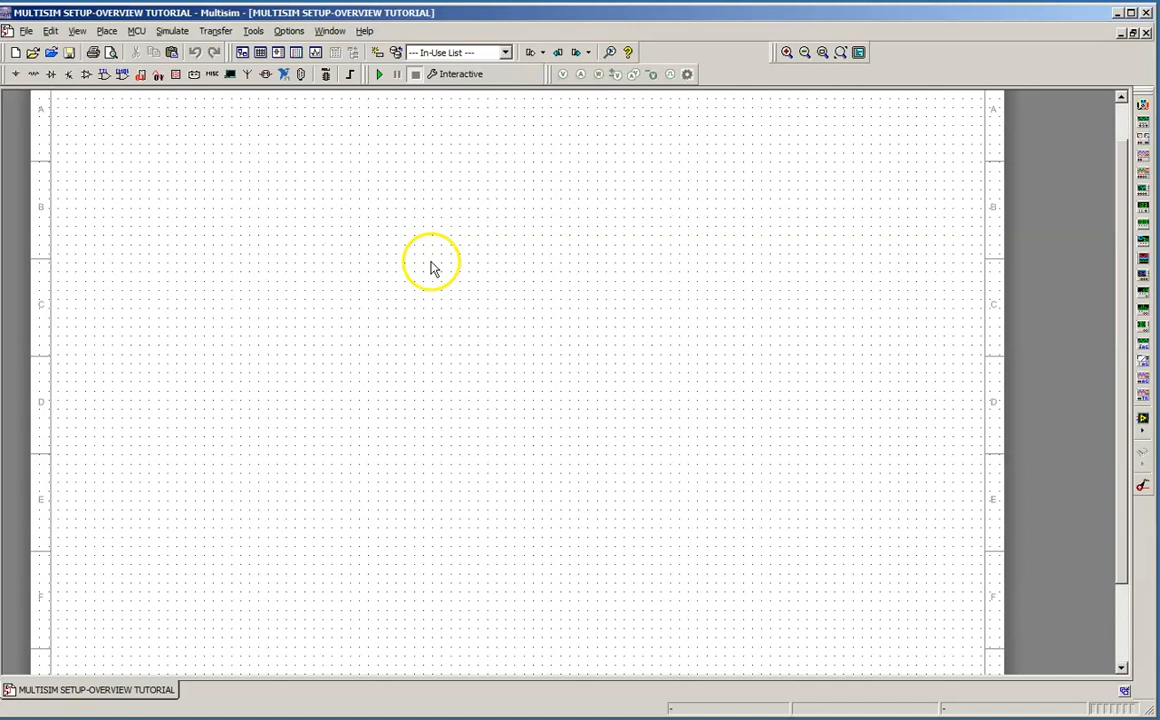 MULTISIM SETUP-OVERVIEW TUTORIAL - Multisim - [MULTISIM SETUP-OVERVIEW TUTORIAL]
File Edit View Place MCU Simulate Transfer Tools Options Window Help
--- In-Use List ---
MISC Interactive
A A
B B
C C
D D
E E
F F
MULTISIM SETUP-OVERVIEW TUTORIAL